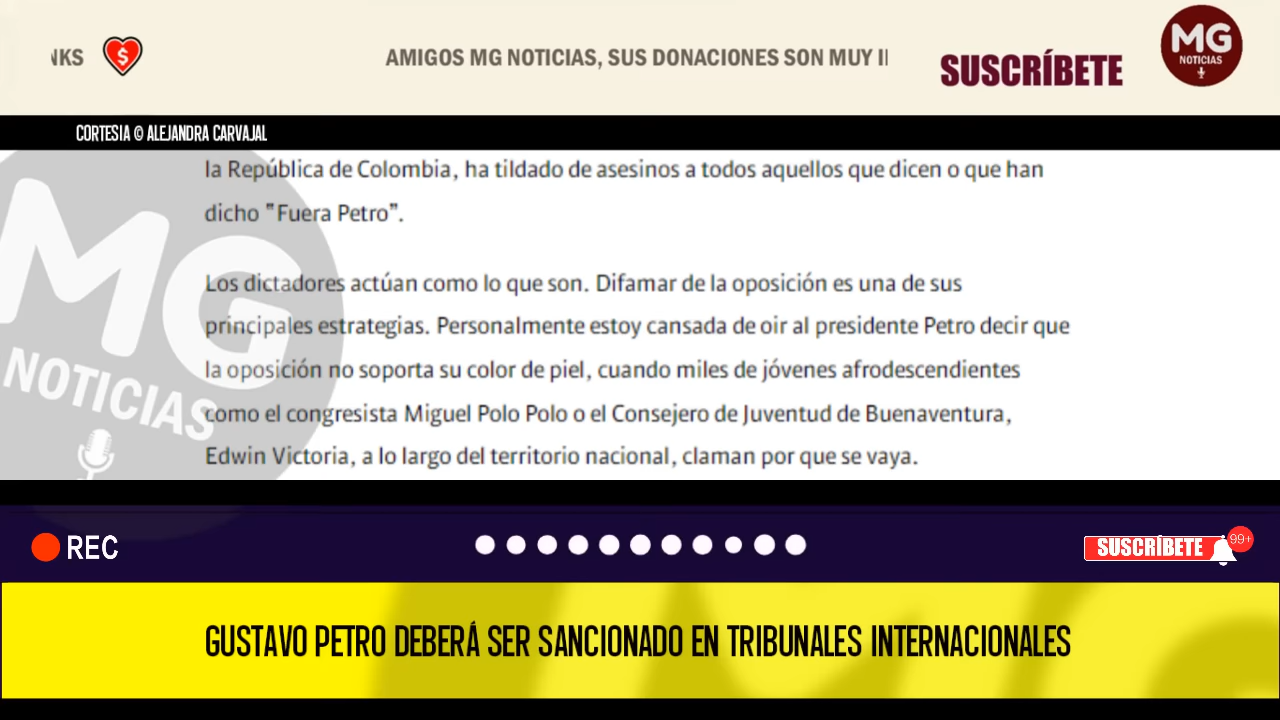 AMIGOS MG NOTICIAS, SUS DONACIONES SON MUY
SUSCRÍBETE
MG
NOTICIAS
CORTESIA © ALEJANDRA CARVAJAL
la República de Colombia, ha tildado de asesinos a todos aquellos que dicen o que han
dicho "Fuera Petro”.
Los dictadores actúan como lo que son. Difamar de la oposición es una de sus
principales estrategias. Personalmente estoy cansada de oir al presidente Petro decir que
la oposición no soporta su color de piel, cuando miles de jóvenes afrodescendientes
como el congresista Miguel Polo Polo o el Consejero de Juventud de Buenaventura,
Edwin Victoria, a lo largo del territorio nacional, claman por que se vaya.
MG
NOTICIAS
REC
SUSCRÍBETE
99+
GUSTAVO PETRO DEBERÁ SER SANCIONADO EN TRIBUNALES INTERNACIONALES